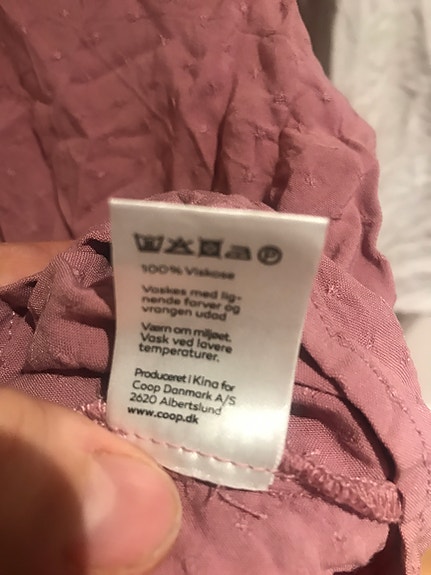 100% Viskose
Vaskes med lig-
nende farver og
vrangen udad
Værn om miljøet.
Vask ved lavere
temperaturer.
Produceret i Kina for
Coop Danmark A/S
2620 Albertslund
www.coop.dk